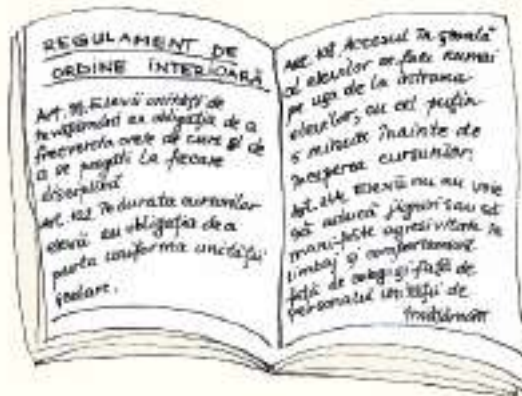 REGULAMENT DE
ORDINE INTERIOARĂ
Art. Elevii unității de
învățământ au obligația de a
frecventa orele de curs și de
a se pregăti la fiecare
disciplină
Art. 102. Pe durata cursurilor
elevii au obligația de a
purta uniforma unității
școlare.
Art. Accesul în școală
al elevilor se face numai
pe ușa de la intrarea
elevilor, cu cel puțin
5 minute înainte de
începerea cursurilor.
Art. Elevii nu au voie
să aducă jigniri sau să
manifeste agresivitate în
limbaj și comportament
față de colegi și față de
personalul unității de
învățământ